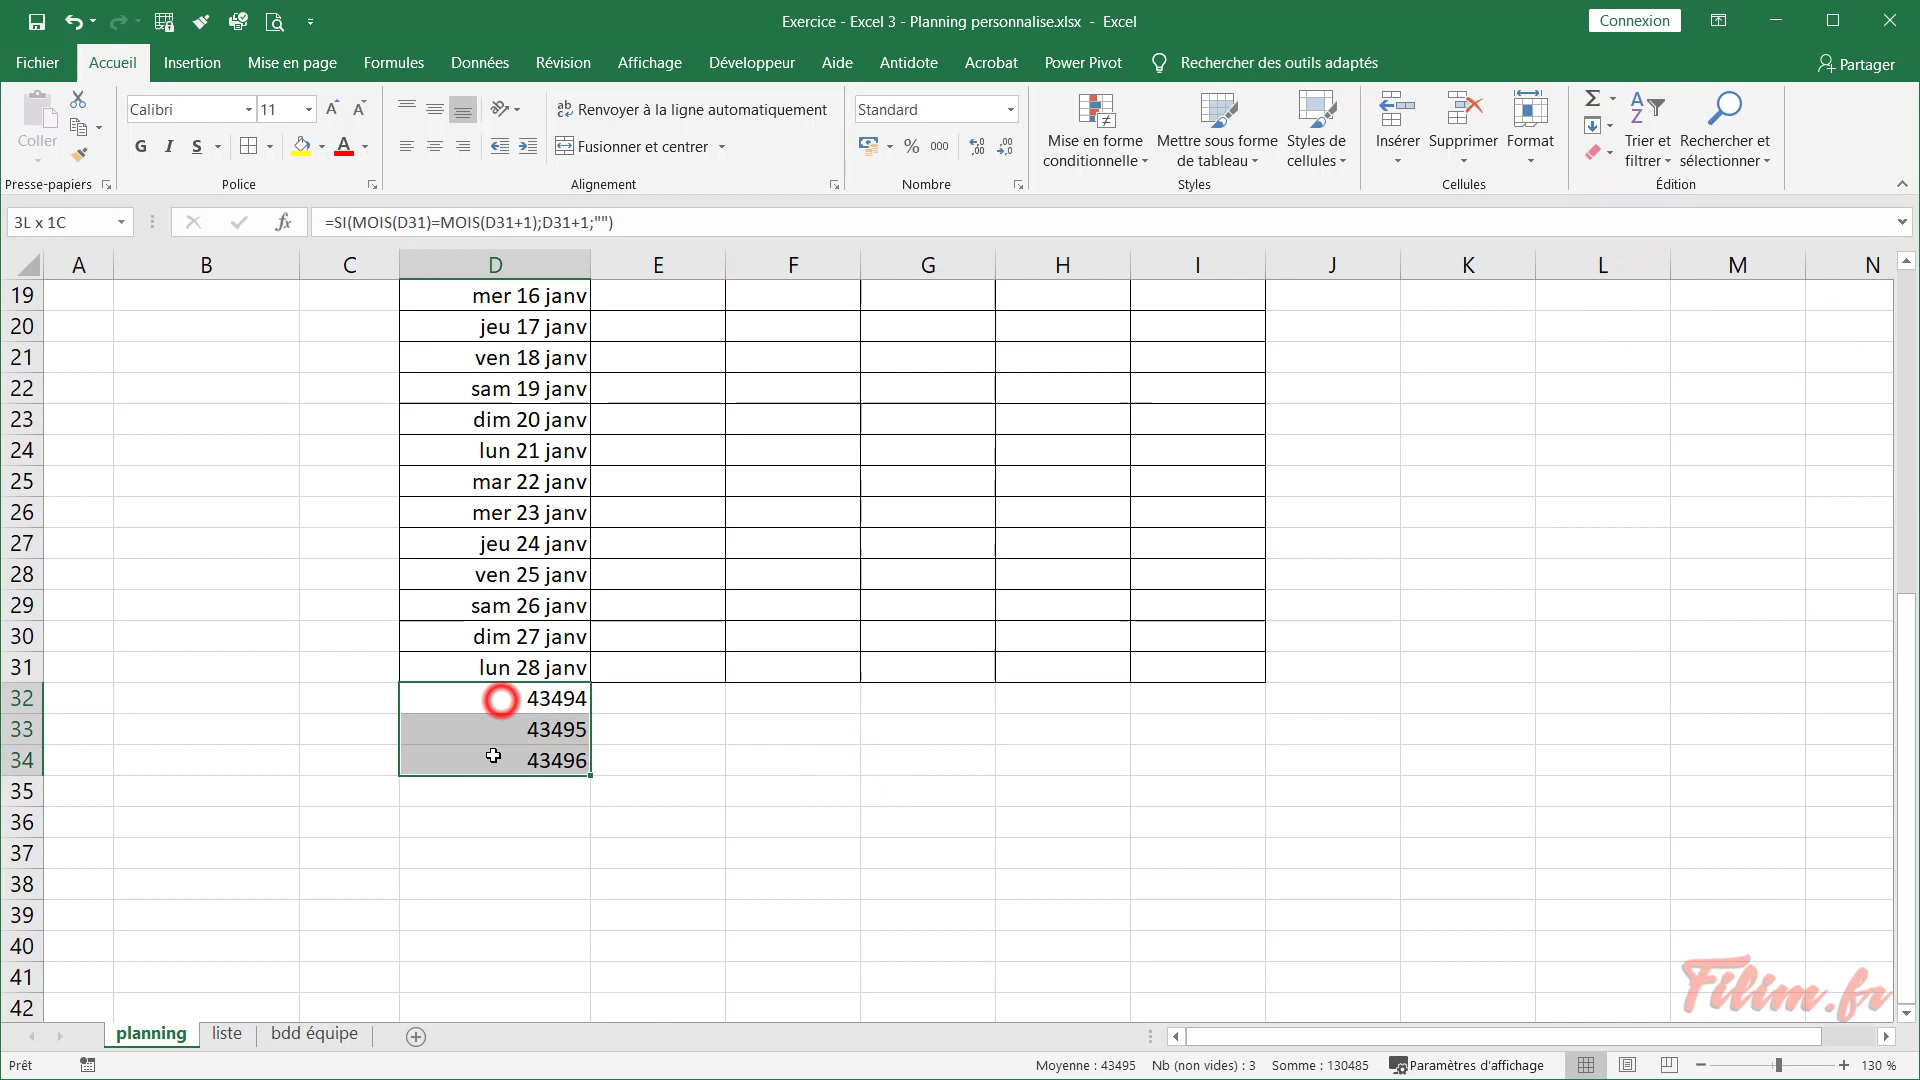 Exercice - Excel 3 - Planning personnalise.xlsx - Excel
Connexion
Fichier Accueil Insertion Mise en page Formules Données Révision Affichage Développeur Aide Antidote Acrobat Power Pivot Rechercher des outils adaptés Partager
Coller
Calibri 11
G I S
Renvoyer à la ligne automatiquement
Fusionner et centrer
Standard
% 000
Mise en forme conditionnelle
Mettre sous forme de tableau
Styles de cellules
Insérer Supprimer Format
Trier et filtrer
Rechercher et sélectionner
Presse-papiers Police Alignement Nombre Styles Cellules Édition
3L x 1C fx =SI(MOIS(D31)=MOIS(D31+1);D31+1;"")
A B C D E F G H I J K L M N
19 mer 16 janv
20 jeu 17 janv
21 ven 18 janv
22 sam 19 janv
23 dim 20 janv
24 lun 21 janv
25 mar 22 janv
26 mer 23 janv
27 jeu 24 janv
28 ven 25 janv
29 sam 26 janv
30 dim 27 janv
31 lun 28 janv
32 43494
33 43495
34 43496
35
36
37
38
39
40
41
42
Filim.fr
planning liste bdd équipe
Prêt Moyenne : 43495 Nb (non vides) : 3 Somme : 130485 Paramètres d'affichage 130 %